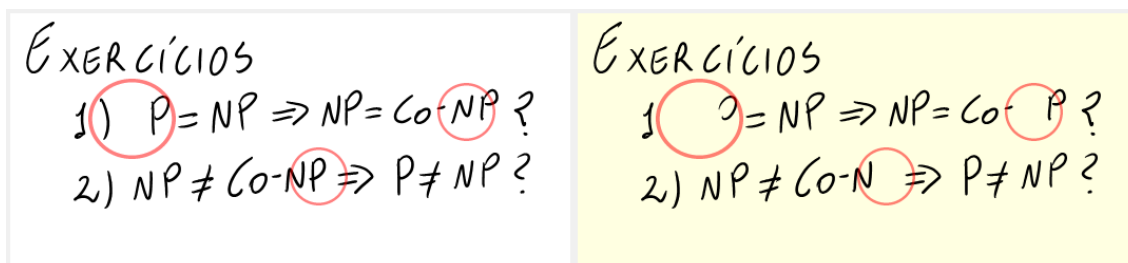 EXERCÍCIOS
1) P = NP ⇒ NP = CO-NP ?
2) NP ≠ CO-NP ⇒ P ≠ NP ?
EXERCÍCIOS
1 = NP ⇒ NP = CO- P ?
2) NP ≠ CO-N ⇒ P ≠ NP ?